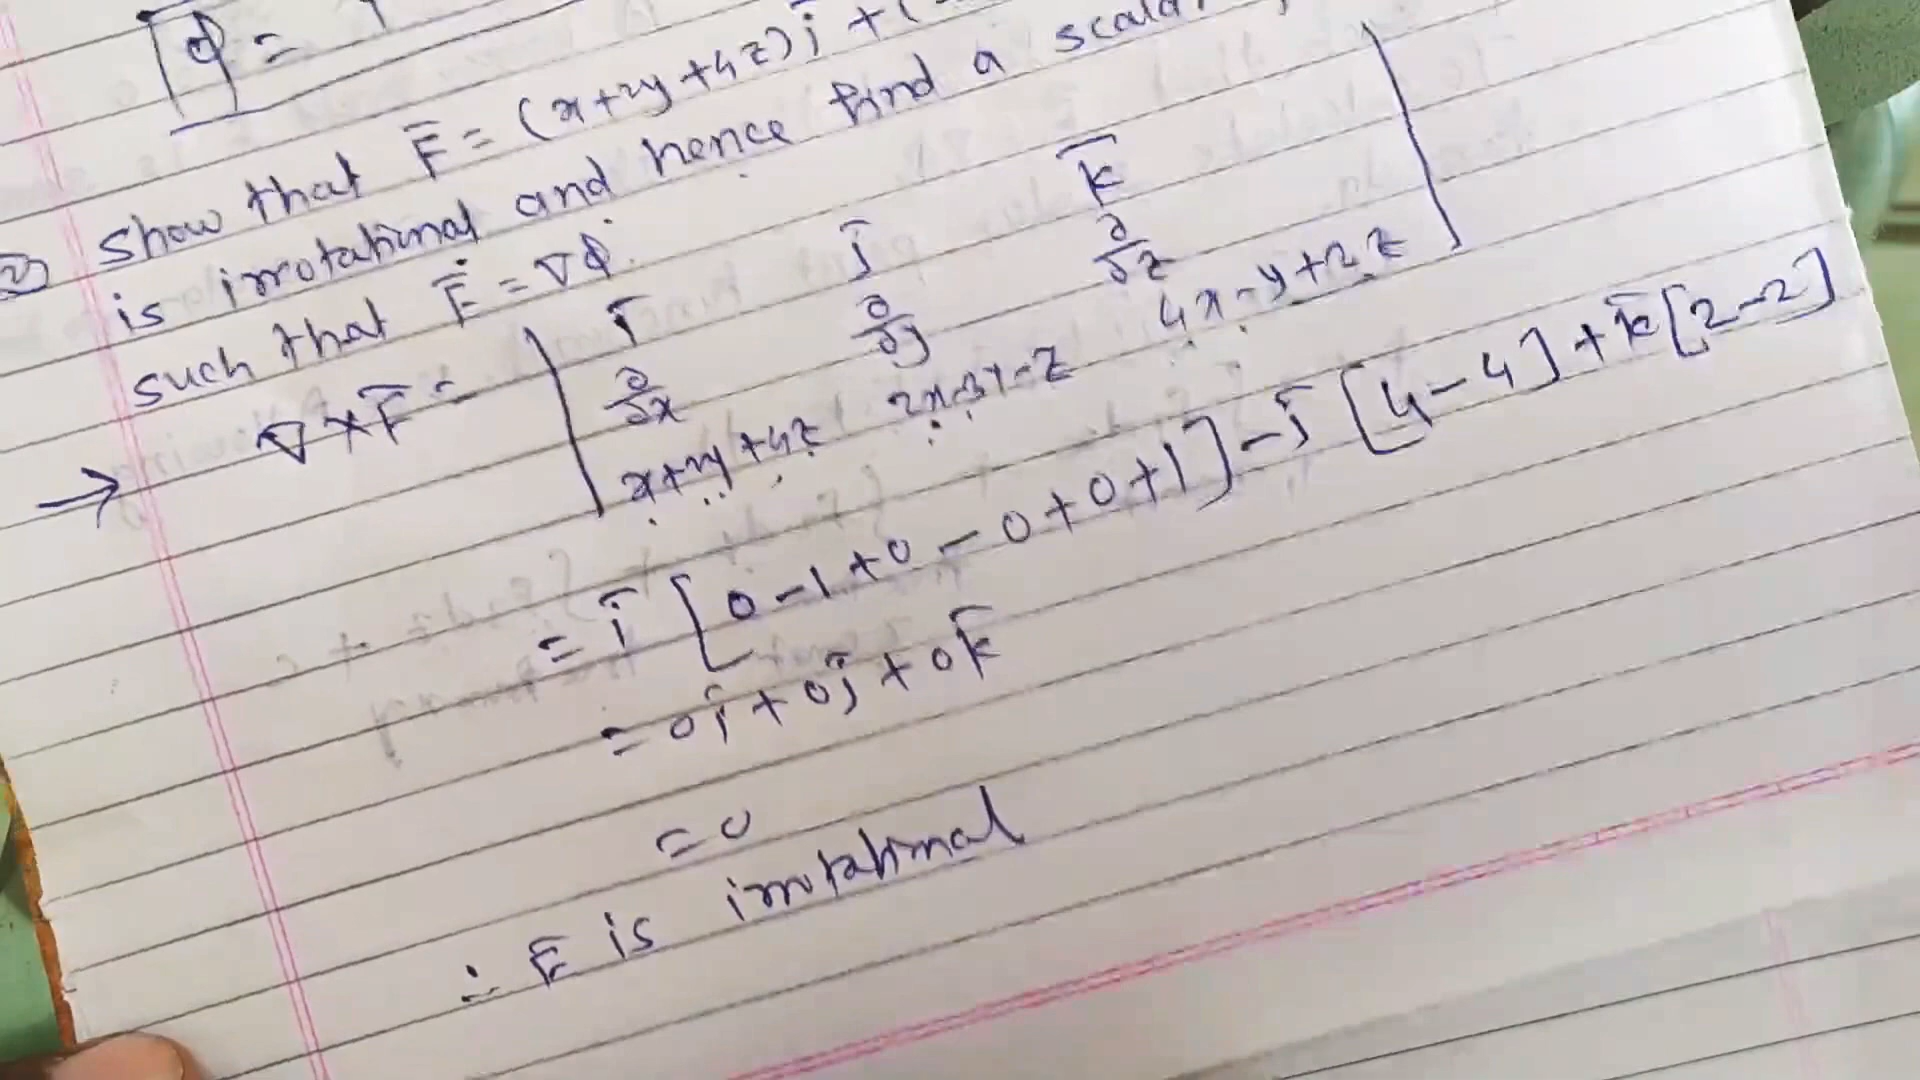 φ =
② Show that F̄ = (x+2y+4z)ī + (
is irrotational and hence find a scalar
such that F̄ = ∇φ.
→ ∇×F̄ = | ī j̄ k̄ |
∂/∂x ∂/∂y ∂/∂z
x+2y+4z 2x-3y-z 4x-y+2z
= ī [0-1+0-0+0+1] - j̄ [4-4] + k̄ [2-2]
= 0ī + 0j̄ + 0k̄
= 0
∴ F̄ is irrotational